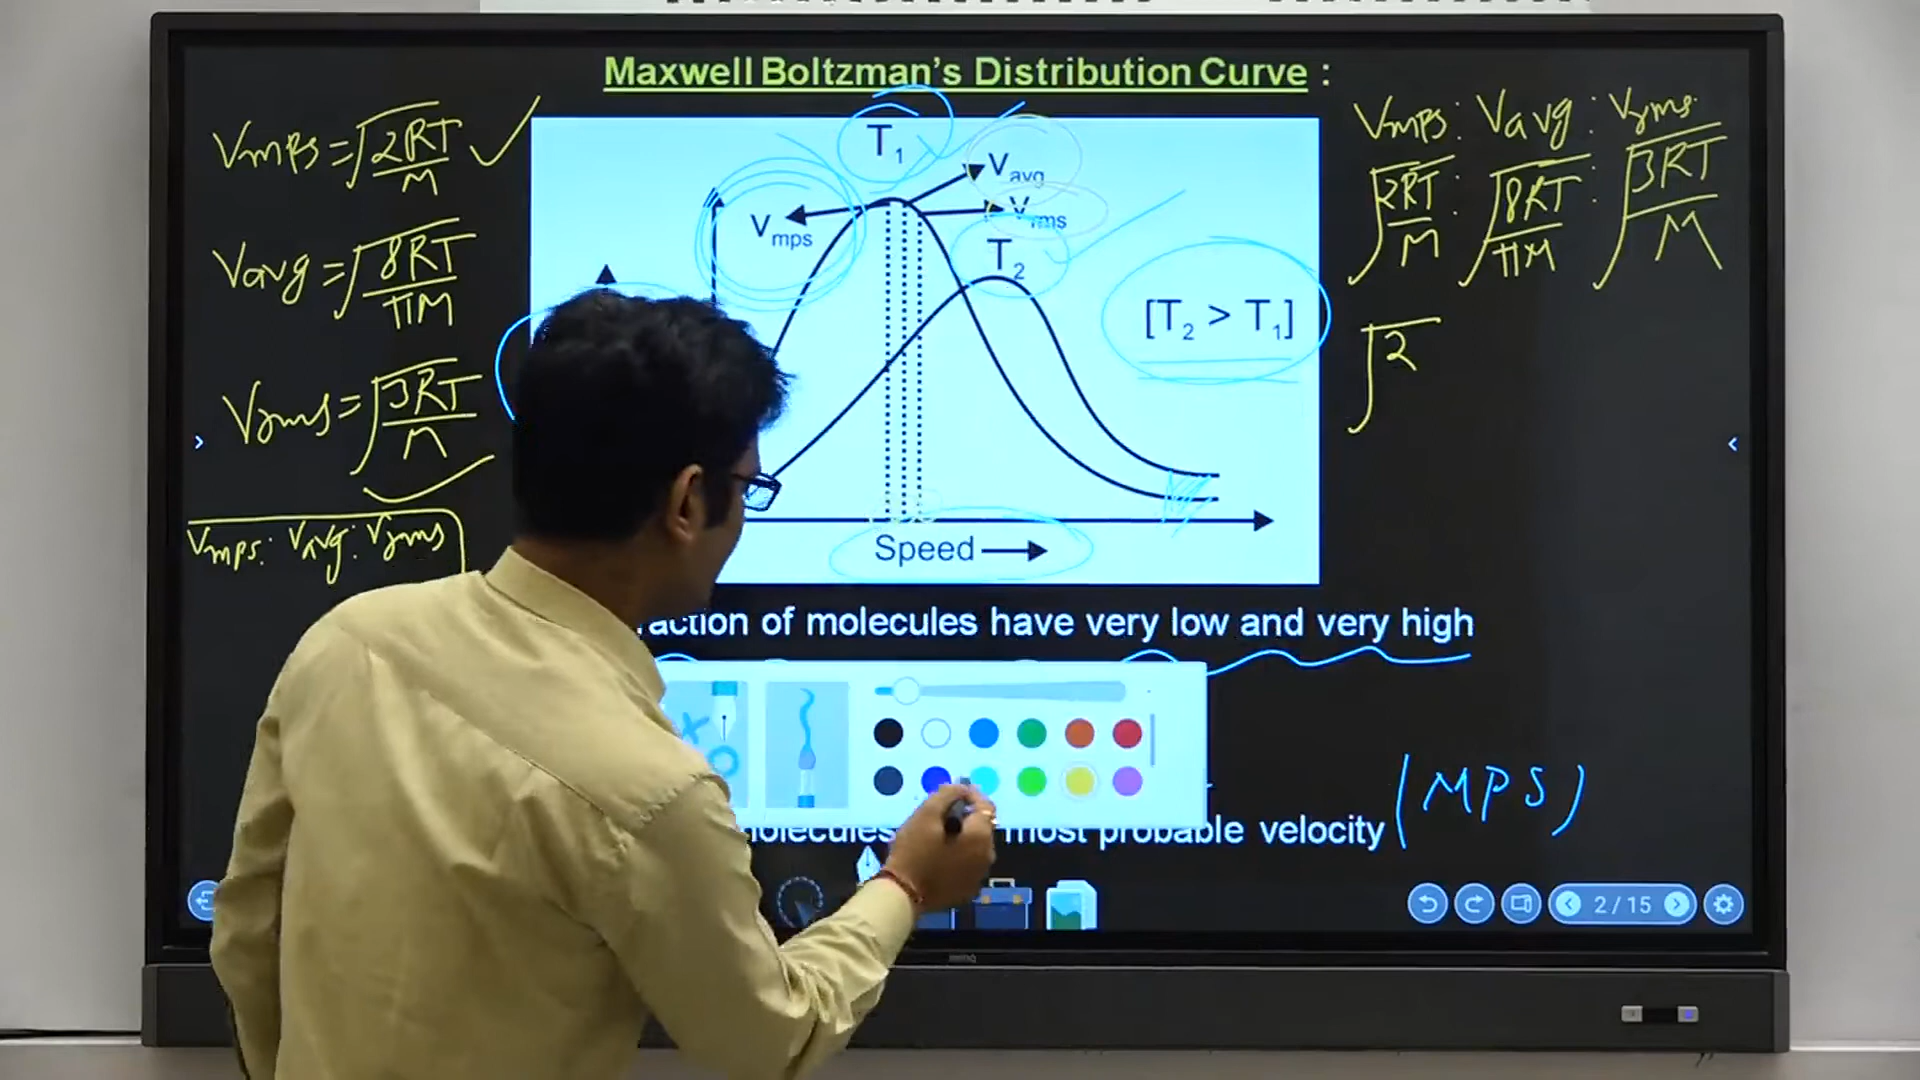 Maxwell Boltzman's Distribution Curve :
Vmps = √2RT/M ✓
Vavg = √8RT/πM
Vrms = √3RT/M
Vmps: Vavg: Vrms
T1
Vavg
Vmps
Vrms
T2
[T2 > T1]
Speed →
Vmps: Vavg: Vrms
√2RT/M : √8RT/πM : √3RT/M
√2
of molecules have very low and very high
most probable velocity (MPS)
2/15
BenQ